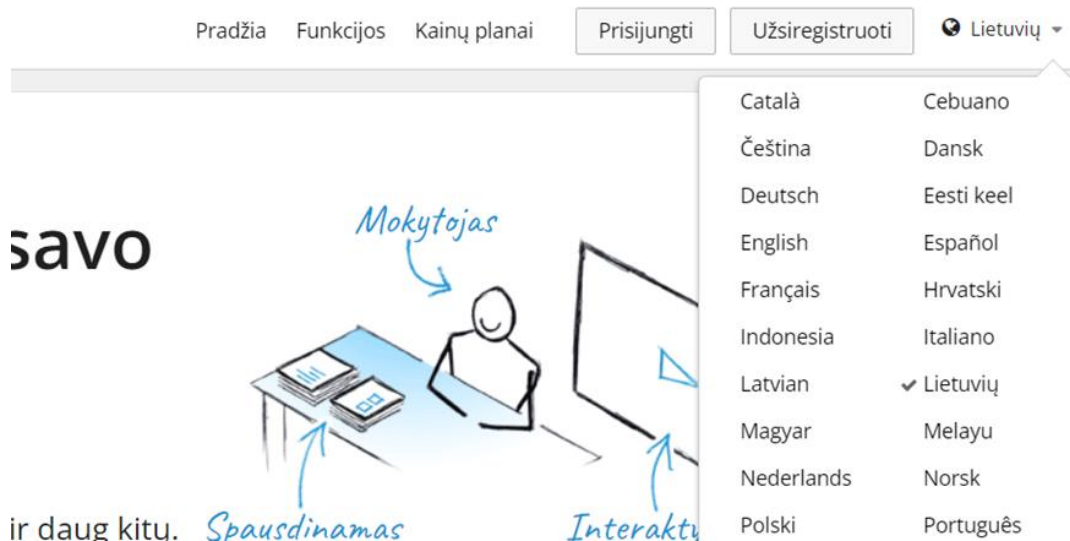 Pradžia Funkcijos Kainų planai Prisijungti Užsiregistruoti Lietuvių
Català Cebuano
Čeština Dansk
Deutsch Eesti keel
English Español
Français Hrvatski
Indonesia Italiano
Latvian Lietuvių
Magyar Melayu
Nederlands Norsk
Polski Português
savo
Mokytojas
ir daug kitų.
Spausdinamas